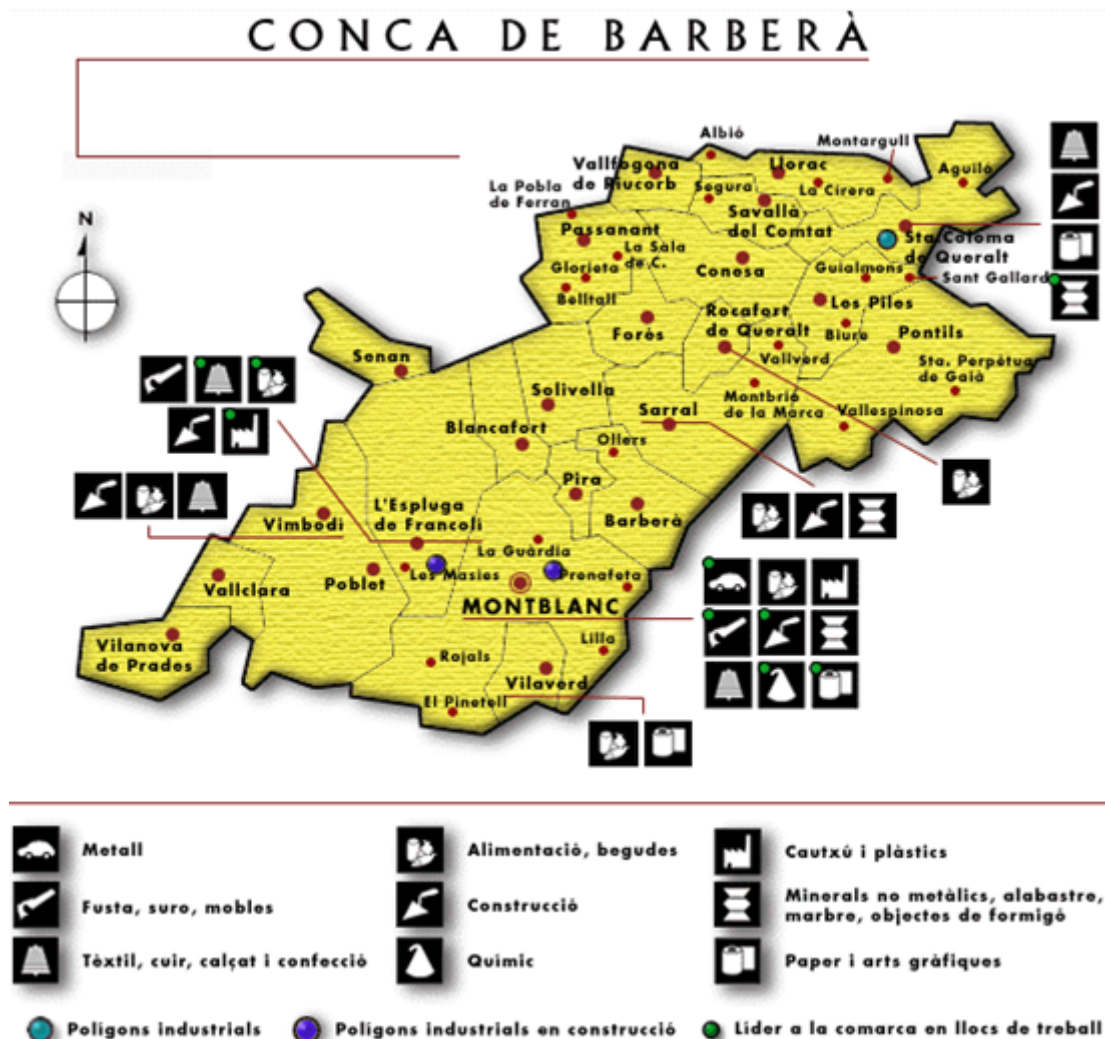 CONCA DE BARBERÀ
Albió
Montargull
Vallfogona
de Riucorb
Llorac
Aguiló
La Pobla
de Ferran
Segura
La Cirera
N
Savallà
del Comtat
Passanant
La Sala
de C.
Sta. Coloma
de Queralt
Glorieta
Conesa
Guialmons
Sant Gallard
Belltall
Les Piles
Rocafort
de Queralt
Forès
Biure
Pontils
Senan
Vallverd
Sta. Perpètua
de Gaià
Solivella
Montbrió
de la Marca
Sarral
Vallespinosa
Blancafort
Ollers
Pira
L'Espluga
de Francolí
Vimbodí
Barberà
La Guàrdia
Vallclara
Poblet
Les Masies
Prenafeta
MONTBLANC
Vilanova
de Prades
Lilla
Rojals
Vilaverd
El Pinetell
Metall
Alimentació, begudes
Cautxú i plàstics
Fusta, suro, mobles
Construcció
Minerals no metàlics, alabastre,
marbre, objectes de formigó
Tèxtil, cuir, calçat i confecció
Químic
Paper i arts gràfiques
Polígons industrials
Polígons industrials en construcció
Líder a la comarca en llocs de treball